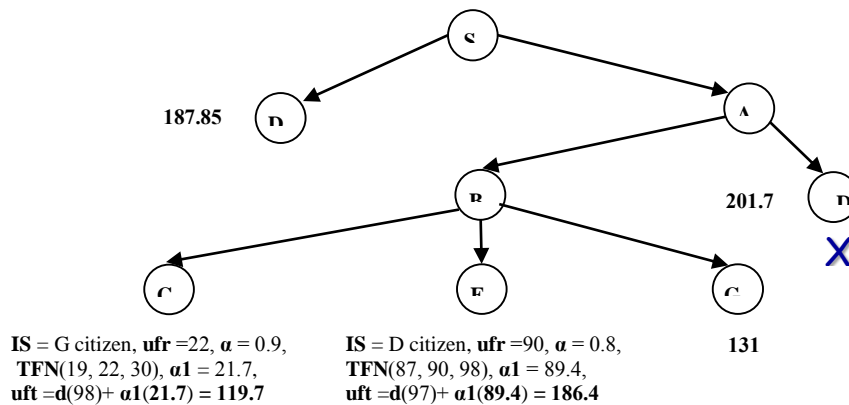 S
187.85
D
A
201.7
D
IS = G citizen, ufr =22, α = 0.9,
TFN(19, 22, 30), α1 = 21.7,
uft =d(98)+ α1(21.7) = 119.7
IS = D citizen, ufr =90, α = 0.8,
TFN(87, 90, 98), α1 = 89.4,
uft =d(97)+ α1(89.4) = 186.4
131